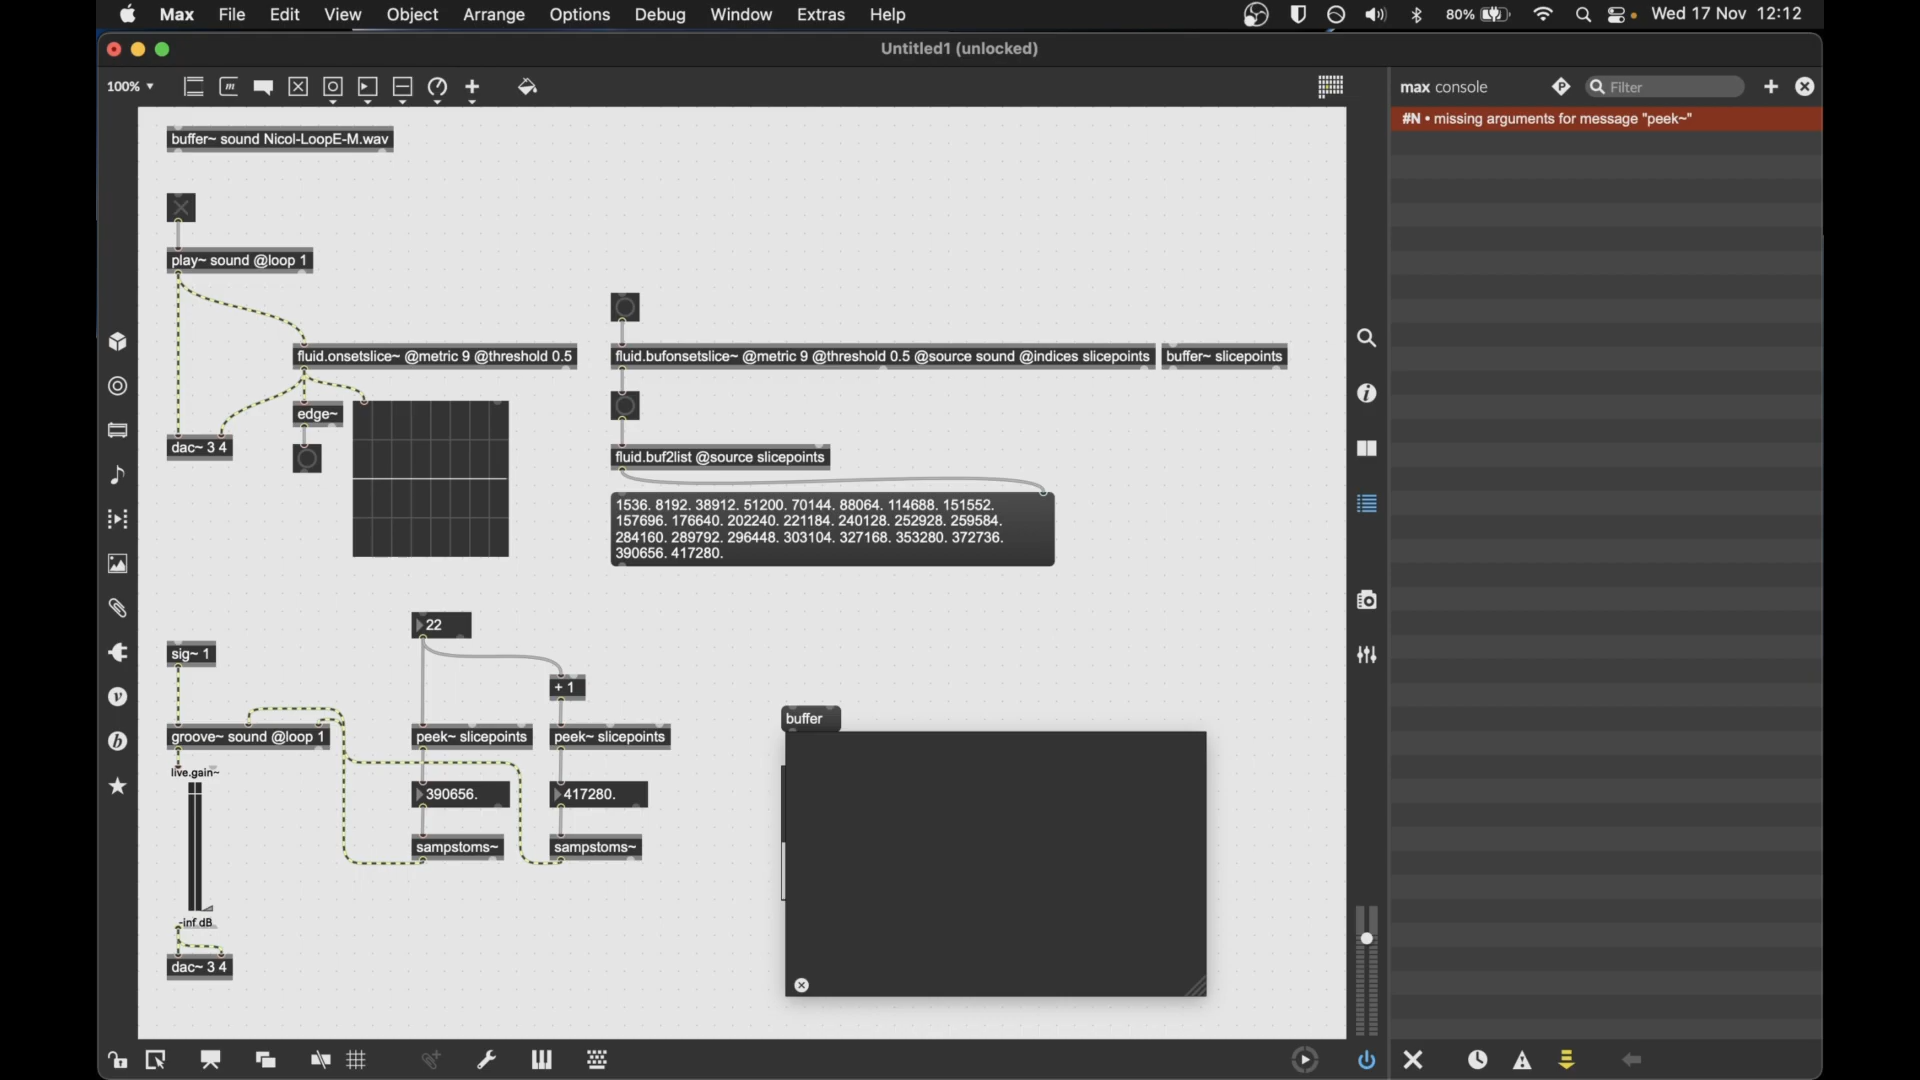 Max File Edit View Object Arrange Options Debug Window Extras Help 80% Wed 17 Nov 12:12
Untitled1 (unlocked)
100%
max console
Filter
#N • missing arguments for message "peek~"
buffer~ sound Nicol-LoopE-M.wav
play~ sound @loop 1
fluid.onsetslice~ @metric 9 @threshold 0.5
fluid.bufonsetslice~ @metric 9 @threshold 0.5 @source sound @indices slicepoints
buffer~ slicepoints
edge~
dac~ 3 4
fluid.buf2list @source slicepoints
1536. 8192. 38912. 51200. 70144. 88064. 114688. 151552.
157696. 176640. 202240. 221184. 240128. 252928. 259584.
284160. 289792. 296448. 303104. 327168. 353280. 372736.
390656. 417280.
22
sig~ 1
+ 1
buffer
groove~ sound @loop 1
peek~ slicepoints
peek~ slicepoints
live.gain~
390656.
417280.
sampstoms~
sampstoms~
-inf dB
dac~ 3 4